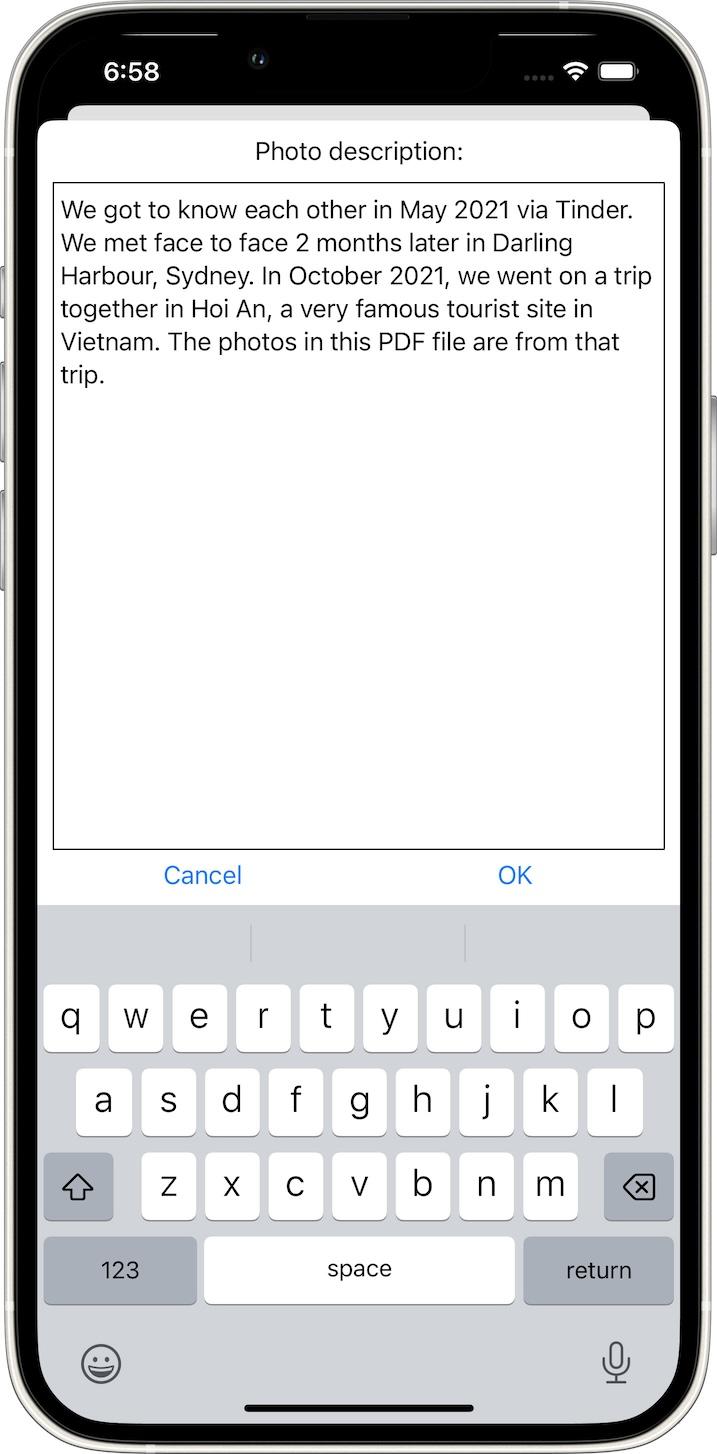 6:58
Photo description:
We got to know each other in May 2021 via Tinder.
We met face to face 2 months later in Darling
Harbour, Sydney. In October 2021, we went on a trip
together in Hoi An, a very famous tourist site in
Vietnam. The photos in this PDF file are from that
trip.
Cancel OK
q w e r t y u i o p
a s d f g h j k l
z x c v b n m
123 space return